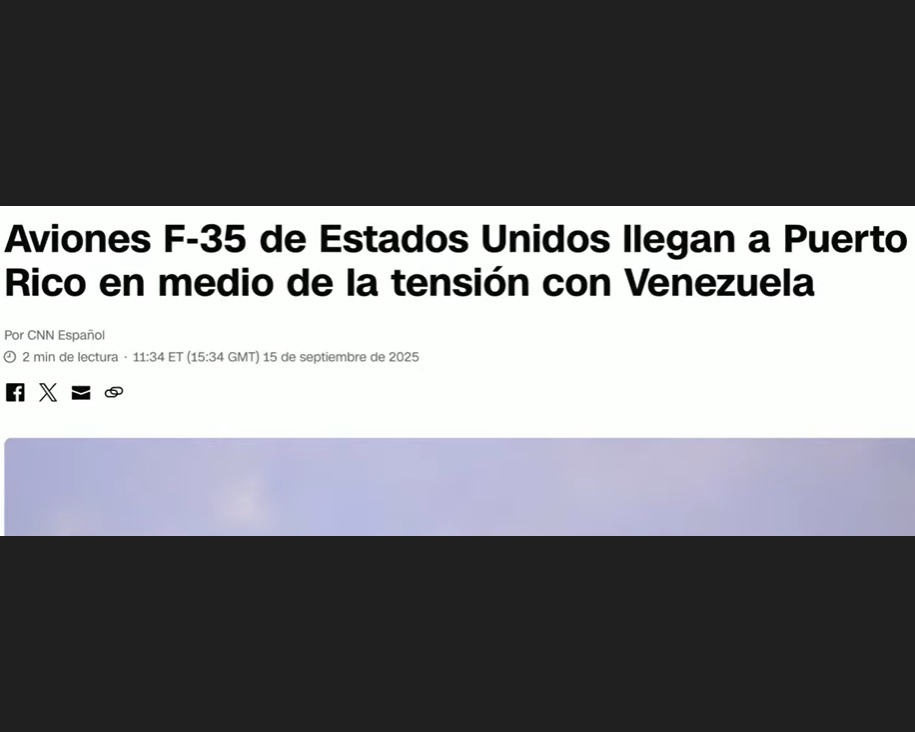 Aviones F-35 de Estados Unidos llegan a Puerto
Rico en medio de la tensión con Venezuela
Por CNN Español
2 min de lectura · 11:34 ET (15:34 GMT) 15 de septiembre de 2025